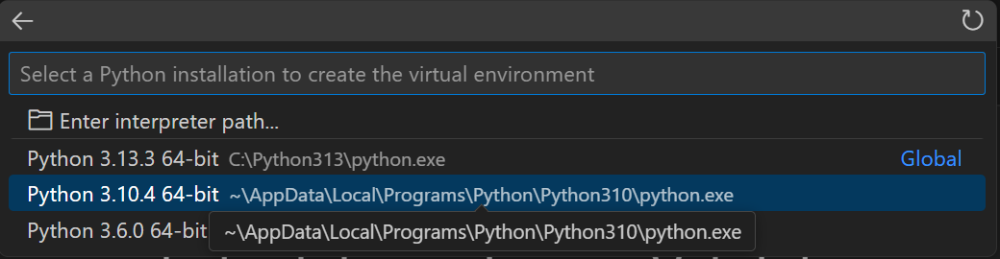 Select a Python installation to create the virtual environment
Enter interpreter path...
Python 3.13.3 64-bit C:\Python313\python.exe Global
Python 3.10.4 64-bit ~\AppData\Local\Programs\Python\Python310\python.exe
Python 3.6.0 64-bit
~\AppData\Local\Programs\Python\Python310\python.exe